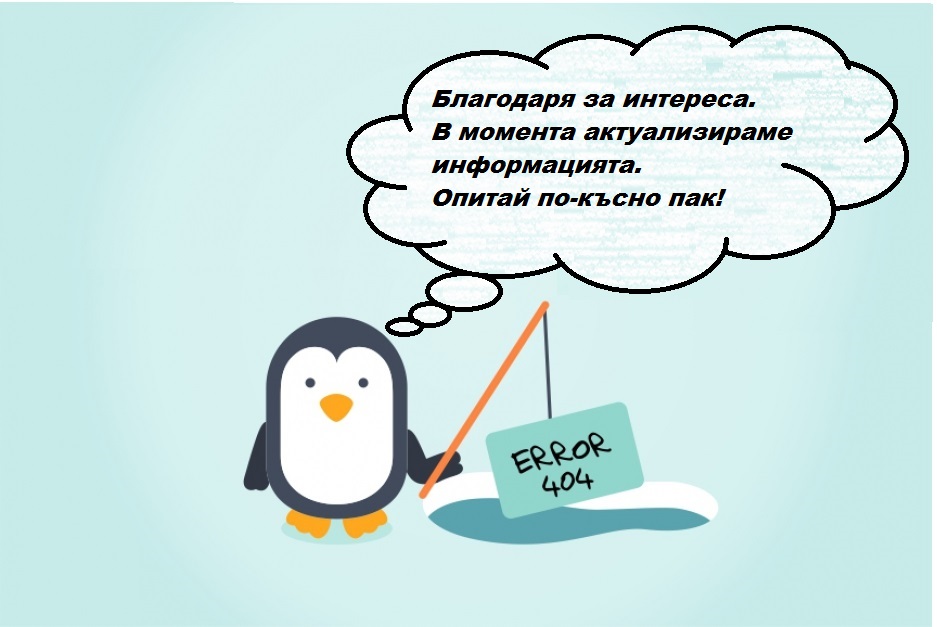 Благодаря за интереса.
В момента актуализираме
информацията.
Опитай по-късно пак!
ERROR
404